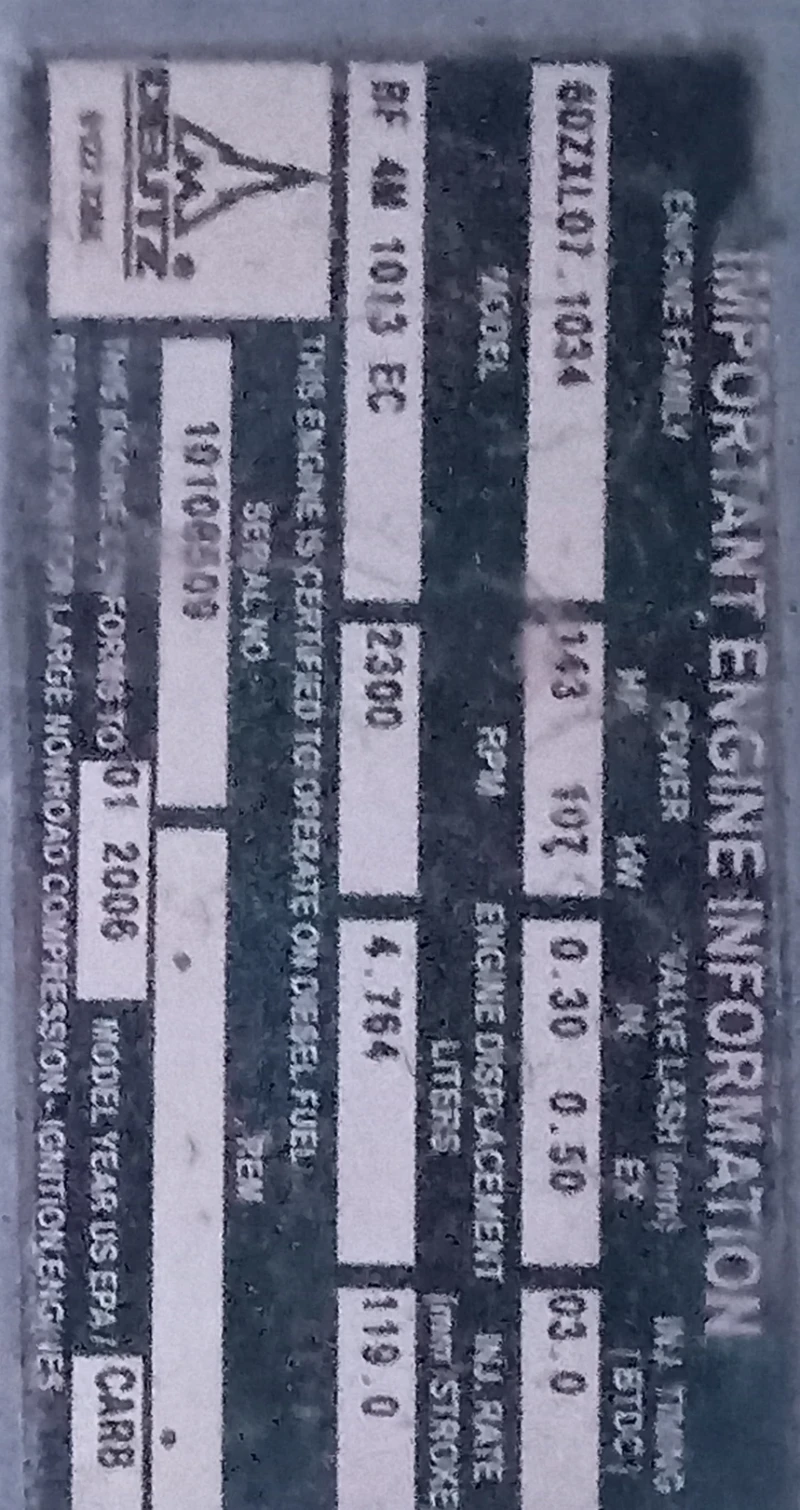 IMPORTANT ENGINE INFORMATION
ENGINE FAMILY POWER VALVE LASH (mm) INJ. TIMING
HP KW IN EX (BTDC)
6DZXL07.1034 143 107 0.30 0.50 03.0
MODEL RPM ENGINE DISPLACEMENT INJ. RATE
LITERS (mm³/STROKE
BF 4M 1013 EC 2300 4.764 119.0
THIS ENGINE IS CERTIFIED TO OPERATE ON DIESEL FUEL
SERIAL NO REM
DEUTZ
FORMS TO 01 2006 MODEL YEAR US EPA / CARB
LARGE NONROAD COMPRESSION - IGNITION ENGINES